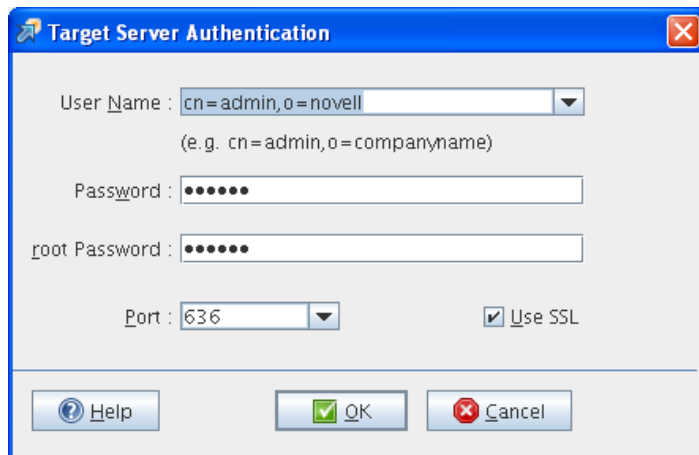 Target Server Authentication
User Name : cn=admin,o=novell
(e.g. cn=admin,o=companyname)
Password : ••••••
root Password : ••••••
Port : 636 Use SSL
Help OK Cancel